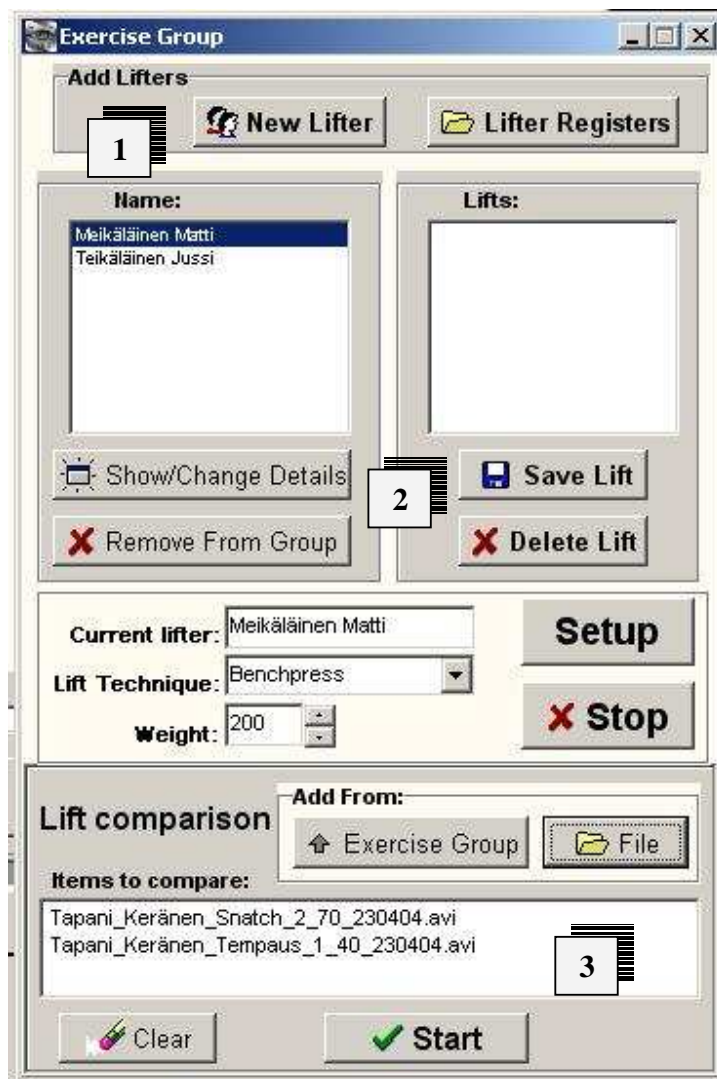 Exercise Group
Add Lifters
New Lifter
Lifter Registers
1
Name:
Meikäläinen Matti
Teikäläinen Jussi
Lifts:
Show/Change Details
Remove From Group
2
Save Lift
Delete Lift
Current lifter: Meikäläinen Matti
Lift Technique: Benchpress
Weight: 200
Setup
Stop
Lift comparison
Add From:
Exercise Group
File
Items to compare:
Tapani_Keränen_Snatch_2_70_230404.avi
Tapani_Keränen_Tempaus_1_40_230404.avi
3
Clear
Start